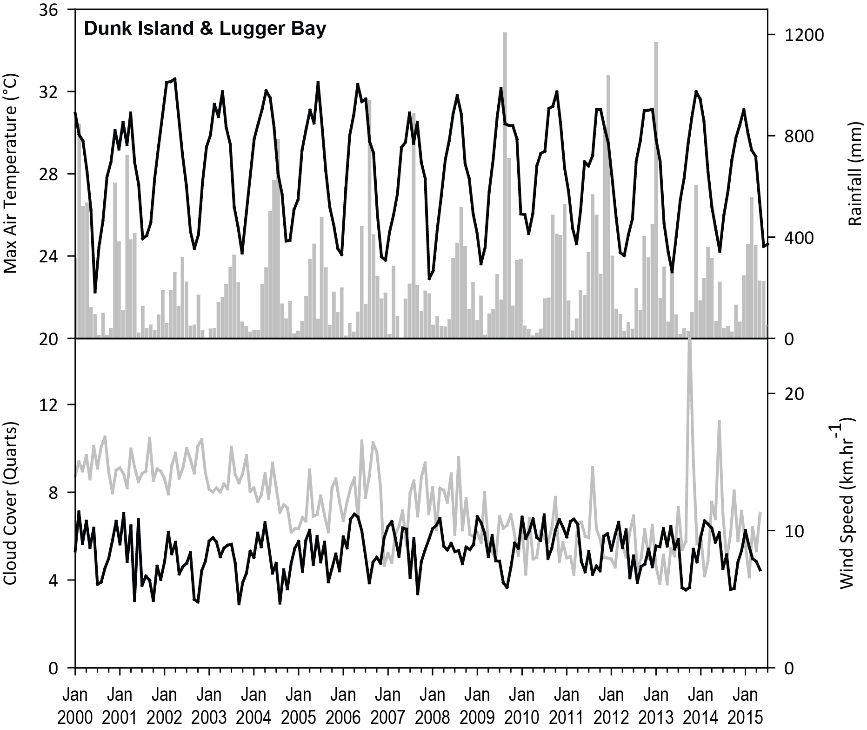 Dunk Island & Lugger Bay
Max Air Temperature (°C)
36
32
28
24
20
Rainfall (mm)
1200
800
400
0
Cloud Cover (Quarts)
12
8
4
0
Wind Speed (km.hr-1)
20
10
0
Jan Jan Jan Jan Jan Jan Jan Jan Jan Jan Jan Jan Jan Jan Jan Jan
2000 2001 2002 2003 2004 2005 2006 2007 2008 2009 2010 2011 2012 2013 2014 2015